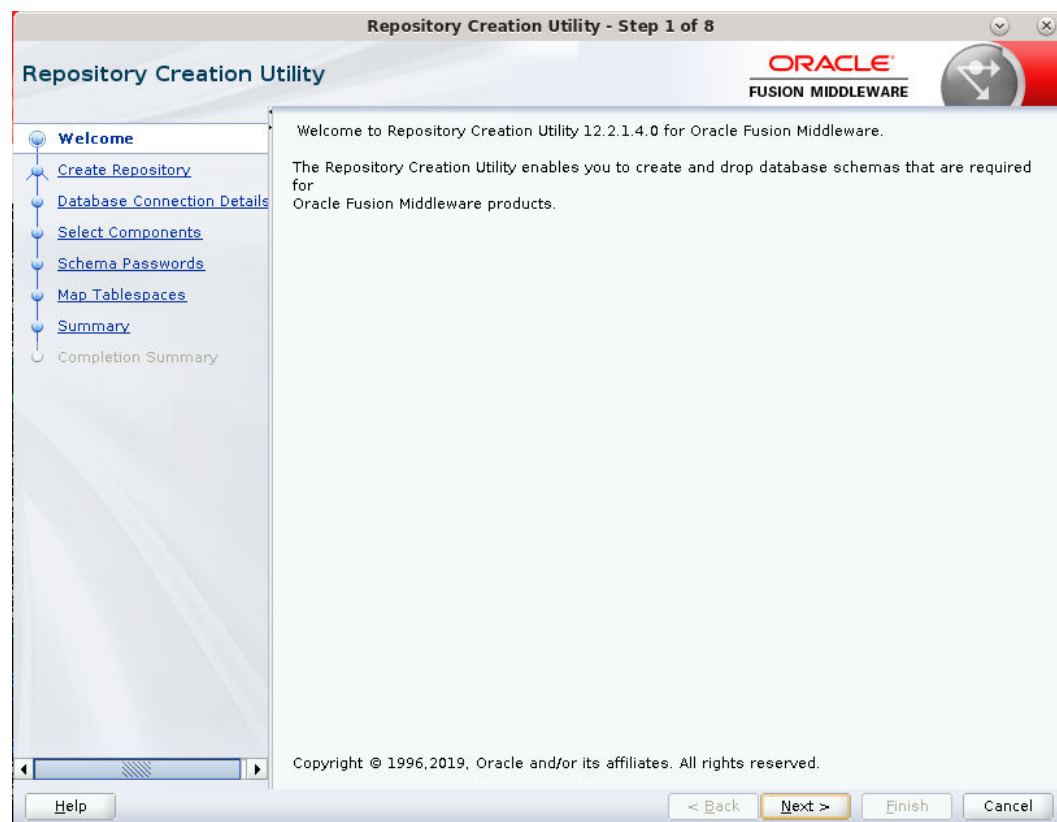 Repository Creation Utility - Step 1 of 8
Repository Creation Utility
ORACLE®
FUSION MIDDLEWARE
Welcome
Create Repository
Database Connection Details
Select Components
Schema Passwords
Map Tablespaces
Summary
Completion Summary
Welcome to Repository Creation Utility 12.2.1.4.0 for Oracle Fusion Middleware.
The Repository Creation Utility enables you to create and drop database schemas that are required
for
Oracle Fusion Middleware products.
Copyright © 1996,2019, Oracle and/or its affiliates. All rights reserved.
Help
< Back
Next >
Finish
Cancel